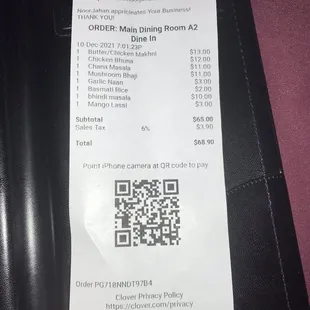 Noor Jahan appriciates Your Business!
THANK YOU!
ORDER: Main Dining Room A2
Dine In
10-Dec-2021 7:01:23P
1 Butter/Chicken Makhni $13.00
1 Chicken Bhuna $12.00
1 Chana Masala $11.00
1 Mushroom Bhaji $11.00
1 Garlic Naan $3.00
1 Basmati Rice $2.00
1 bhindi masala $10.00
1 Mango Lassi $3.00
Subtotal $65.00
Sales Tax 6% $3.90
Total $68.90
Point iPhone camera at QR code to pay
Order PG718NNDT97B4
Clover Privacy Policy
https://clover.com/privacy